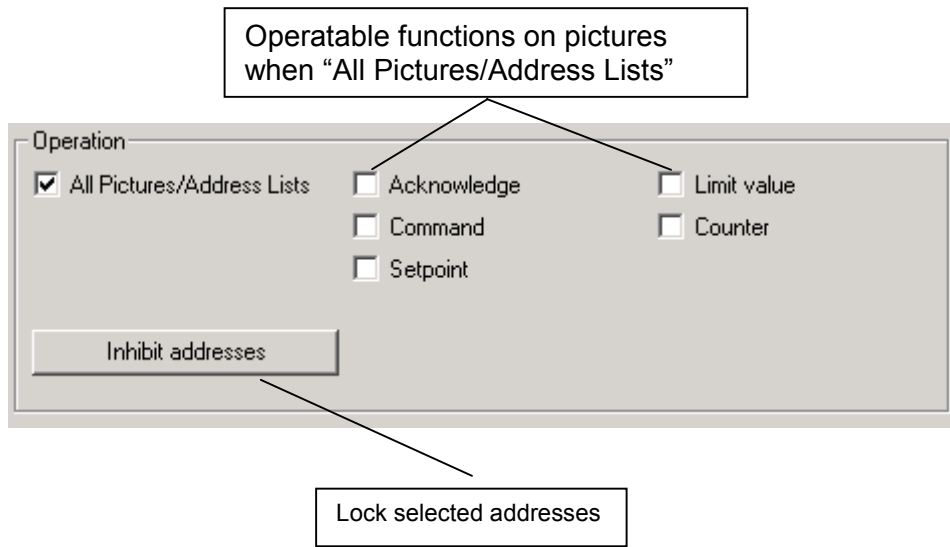 Operatable functions on pictures
when “All Pictures/Address Lists”
Operation
All Pictures/Address Lists
Acknowledge
Limit value
Command
Counter
Setpoint
Inhibit addresses
Lock selected addresses